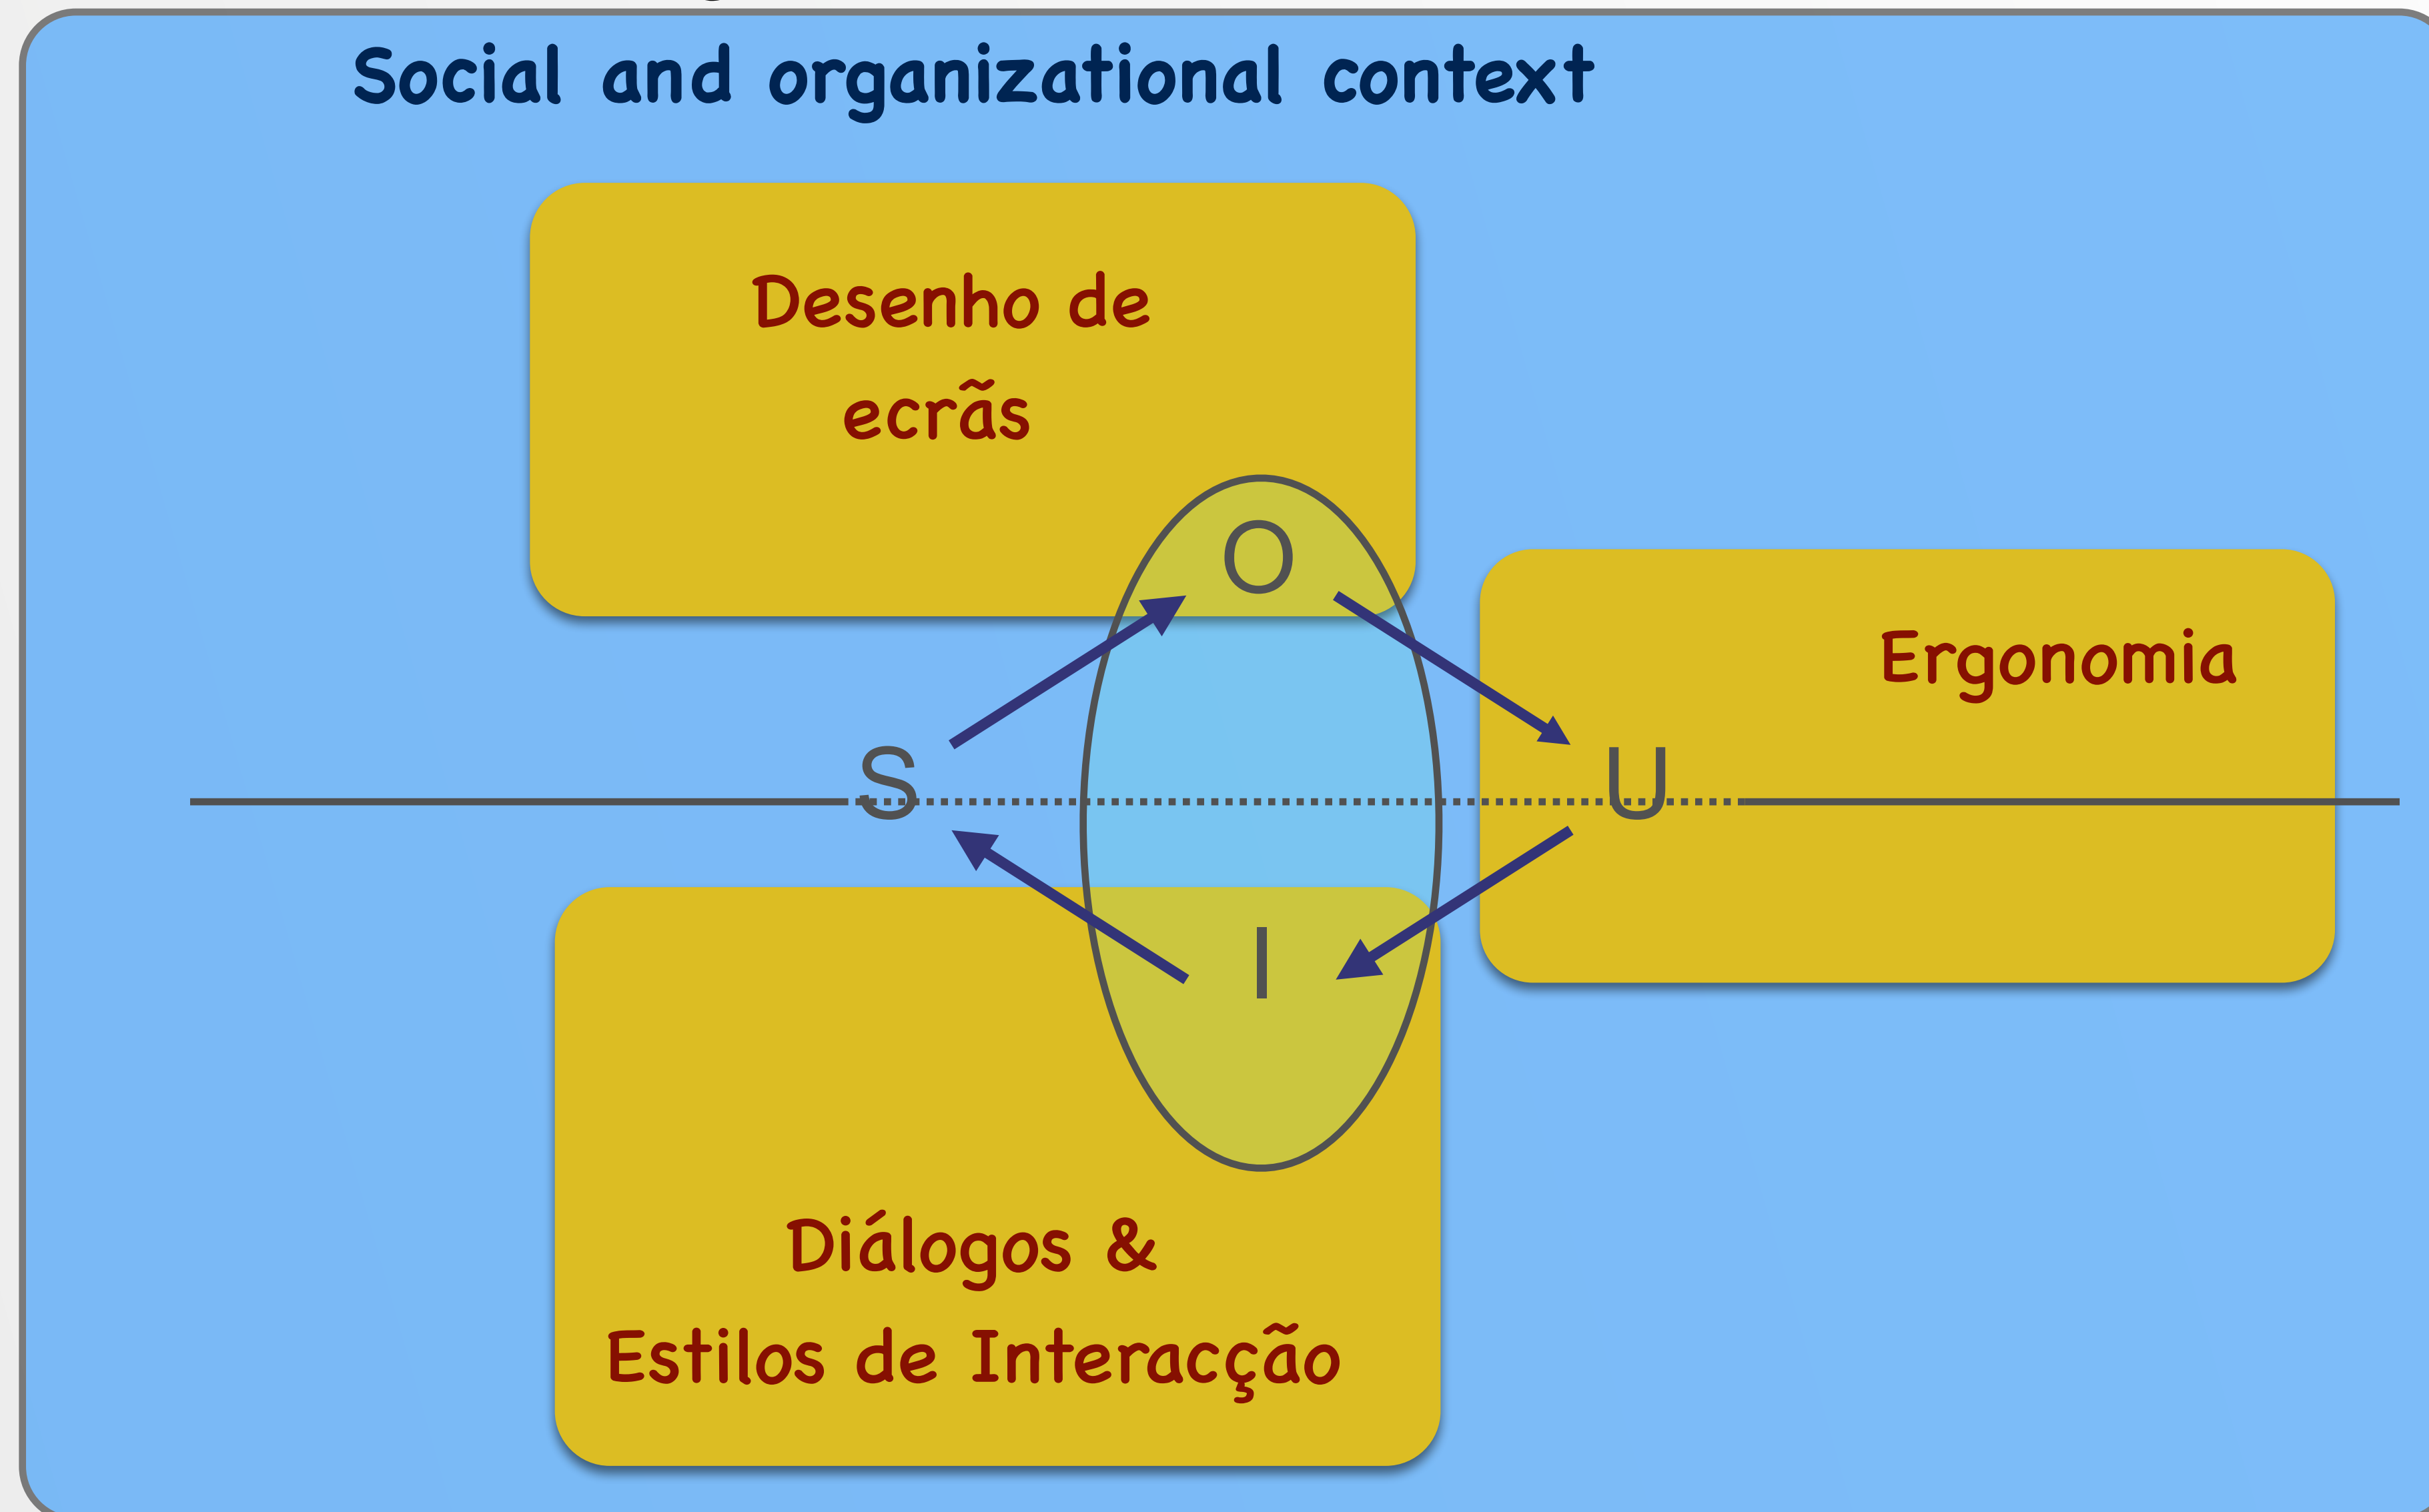 Social and organizational context
Desenho de
ecrãs
O
Ergonomia
S
U
I
Diálogos &
Estilos de Interacção